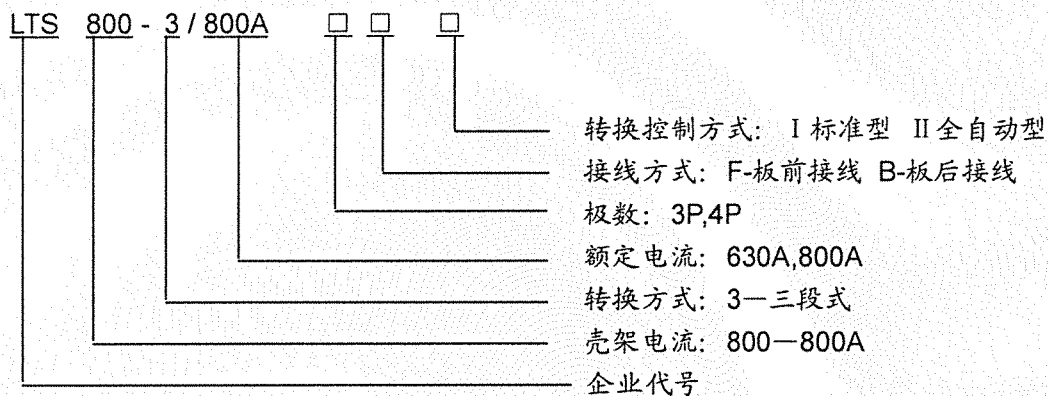 LTS 800 - 3 / 800A □ □ □
转换控制方式: Ⅰ标准型 Ⅱ全自动型
接线方式: F-板前接线 B-板后接线
极数: 3P,4P
额定电流: 630A,800A
转换方式: 3—三段式
壳架电流: 800—800A
企业代号